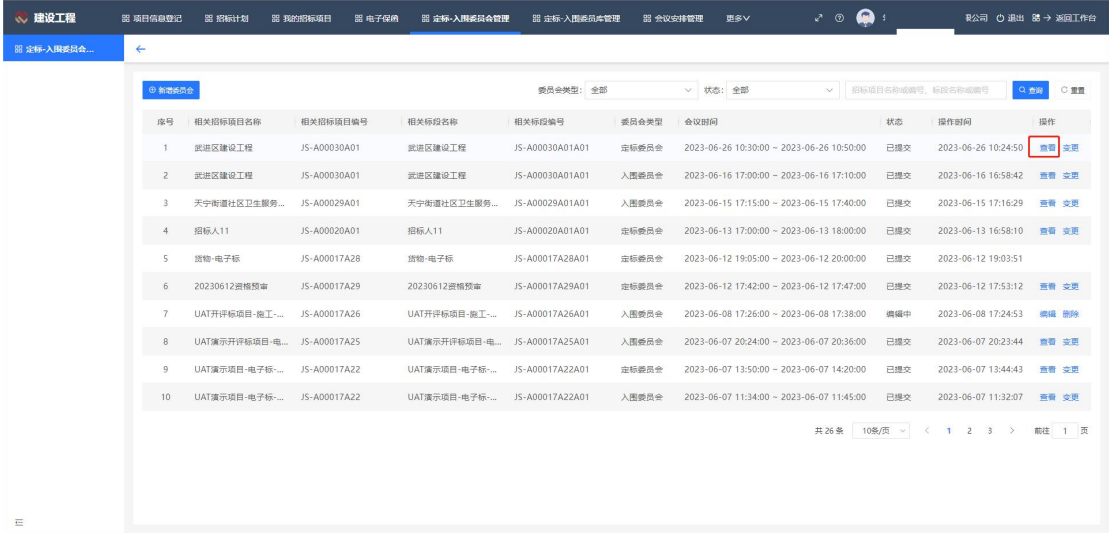 建设工程 项目信息登记 招标计划 我的招标项目 电子保函 定标-入围委员会管理 定标-入围委员库管理 会议安排管理 更多 限公司 退出 返回工作台
定标-入围委员会...
新增委员会 委员会类型: 全部 状态: 全部 招标项目名称或编号、标段名称或编号 查询 重置
序号 相关招标项目名称 相关招标项目编号 相关标段名称 相关标段编号 委员会类型 会议时间 状态 操作时间 操作
1 武进区建设工程 JS-A00030A01 武进区建设工程 JS-A00030A01A01 定标委员会 2023-06-26 10:30:00 ~ 2023-06-26 10:50:00 已提交 2023-06-26 10:24:50 查看 变更
2 武进区建设工程 JS-A00030A01 武进区建设工程 JS-A00030A01A01 入围委员会 2023-06-16 17:00:00 ~ 2023-06-16 17:10:00 已提交 2023-06-16 16:58:42 查看 变更
3 天宁街道社区卫生服务... JS-A00029A01 天宁街道社区卫生服务... JS-A00029A01A01 入围委员会 2023-06-15 17:15:00 ~ 2023-06-15 17:40:00 已提交 2023-06-15 17:16:29 查看 变更
4 招标人11 JS-A00020A01 招标人11 JS-A00020A01A01 定标委员会 2023-06-13 17:00:00 ~ 2023-06-13 18:00:00 已提交 2023-06-13 16:58:10 查看 变更
5 货物-电子标 JS-A00017A28 货物-电子标 JS-A00017A28A01 定标委员会 2023-06-12 19:05:00 ~ 2023-06-12 20:00:00 已提交 2023-06-12 19:03:51
6 20230612资格预审 JS-A00017A29 20230612资格预审 JS-A00017A29A01 定标委员会 2023-06-12 17:42:00 ~ 2023-06-12 17:47:00 已提交 2023-06-12 17:53:12 查看 变更
7 UAT开评标项目-施工-... JS-A00017A26 UAT开评标项目-施工-... JS-A00017A26A01 入围委员会 2023-06-08 17:26:00 ~ 2023-06-08 17:38:00 编辑中 2023-06-08 17:24:53 编辑 删除
8 UAT演示开评标项目-电... JS-A00017A25 UAT演示开评标项目-电... JS-A00017A25A01 入围委员会 2023-06-07 20:24:00 ~ 2023-06-07 20:36:00 已提交 2023-06-07 20:23:44 查看 变更
9 UAT演示项目-电子标-... JS-A00017A22 UAT演示项目-电子标-... JS-A00017A22A01 定标委员会 2023-06-07 13:50:00 ~ 2023-06-07 14:20:00 已提交 2023-06-07 13:44:43 查看 变更
10 UAT演示项目-电子标-... JS-A00017A22 UAT演示项目-电子标-... JS-A00017A22A01 入围委员会 2023-06-07 11:34:00 ~ 2023-06-07 11:45:00 已提交 2023-06-07 11:32:07 查看 变更
共 26 条 10条/页 < 1 2 3 > 前往 1 页